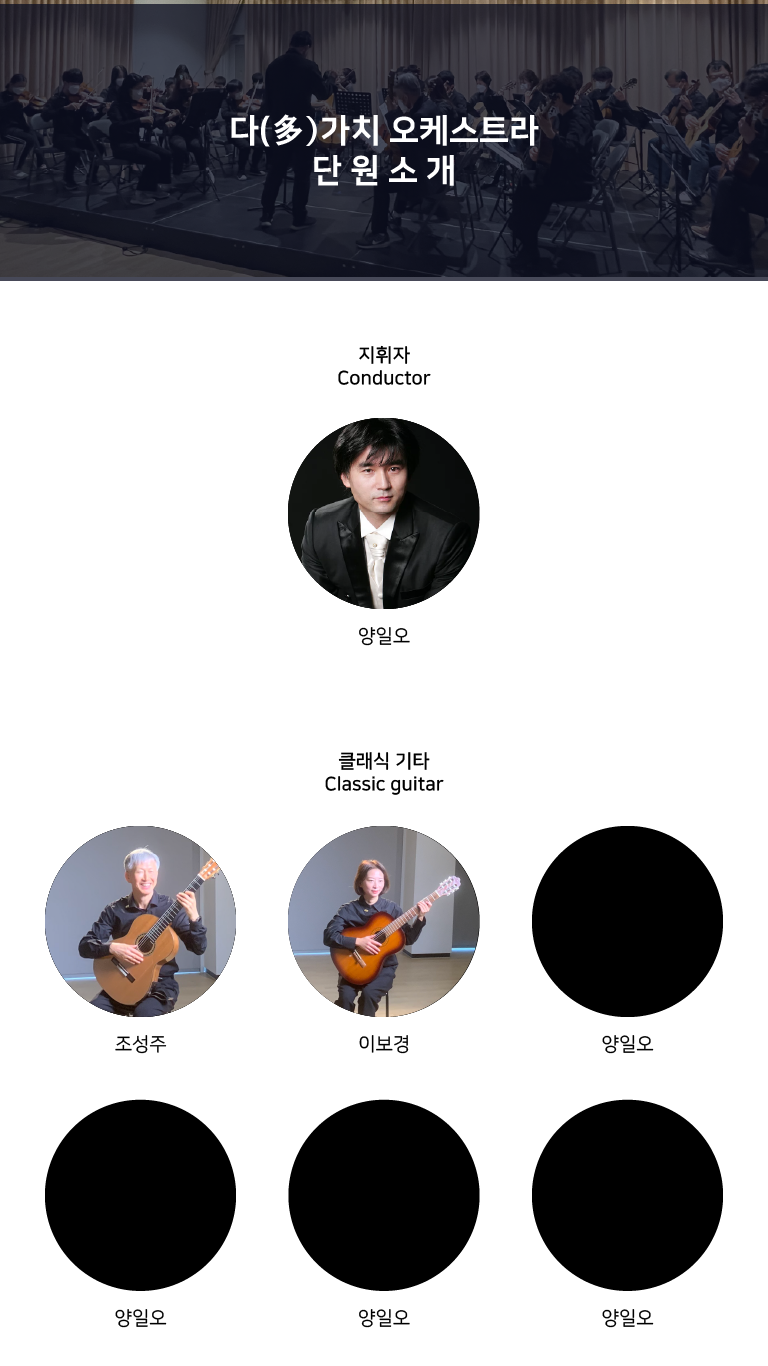 다(多)가치 오케스트라
단 원 소 개
지휘자
Conductor
양일오
클래식 기타
Classic guitar
조성주
이보경
양일오
양일오
양일오
양일오